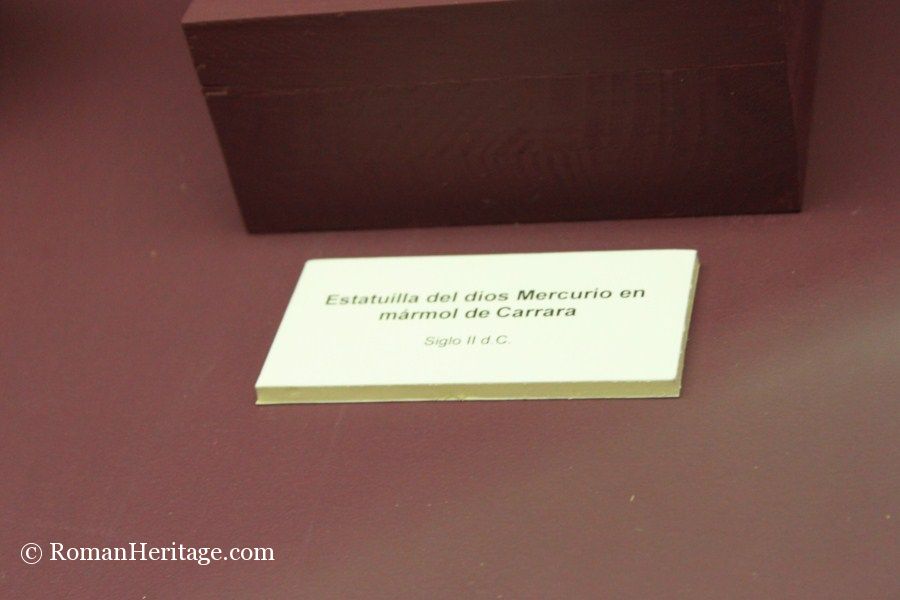 Estatuilla del dios Mercurio en
mármol de Carrara
Siglo II d.C.
© RomanHeritage.com